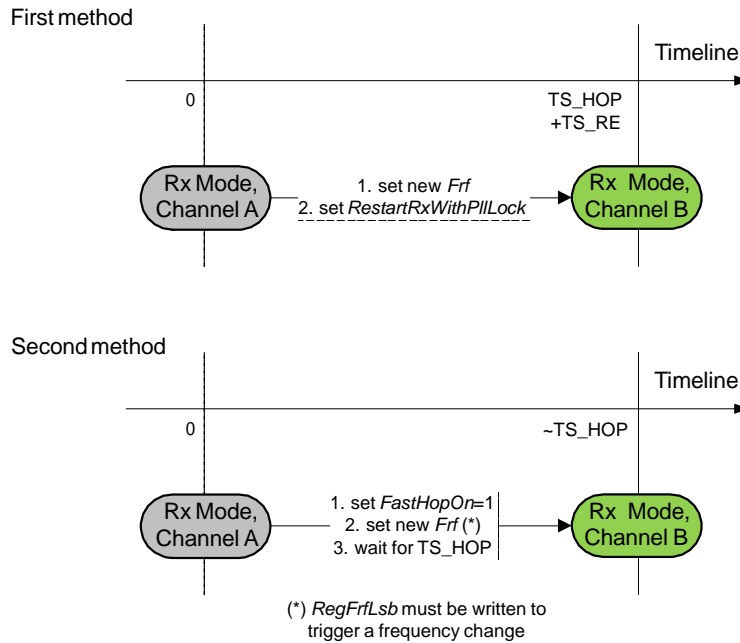 First method
Timeline
0
TS_HOP
+TS_RE
Rx Mode,
Channel A
1. set new Frf
2. set RestartRxWithPllLock
Rx Mode,
Channel B
Second method
Timeline
0
~TS_HOP
Rx Mode,
Channel A
1. set FastHopOn=1
2. set new Frf (*)
3. wait for TS_HOP
Rx Mode,
Channel B
(*) RegFrfLsb must be written to
trigger a frequency change